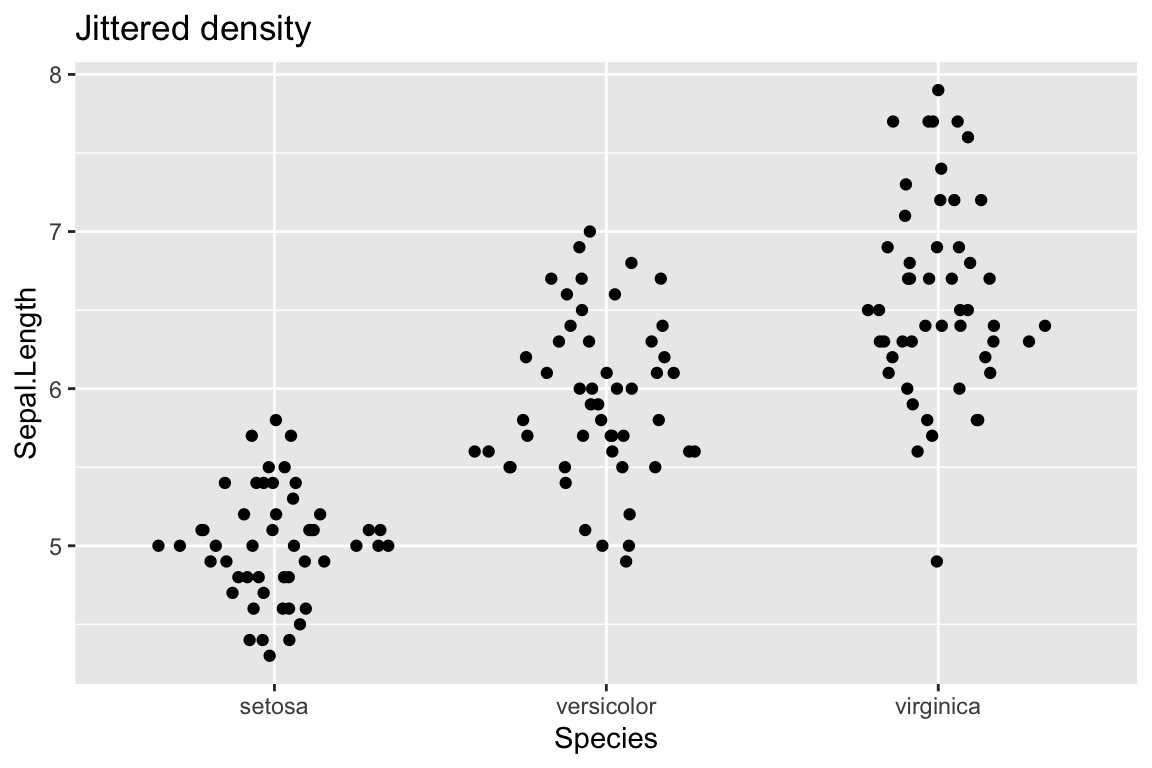 Jittered density
8
7
6
5
Sepal.Length
setosa versicolor virginica
Species